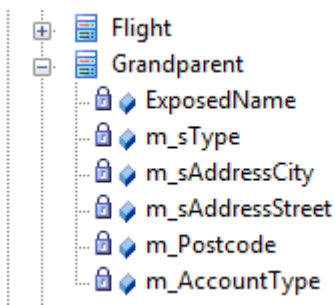 Flight
Grandparent
ExposedName
m_sType
m_sAddressCity
m_sAddressStreet
m_Postcode
m_AccountType